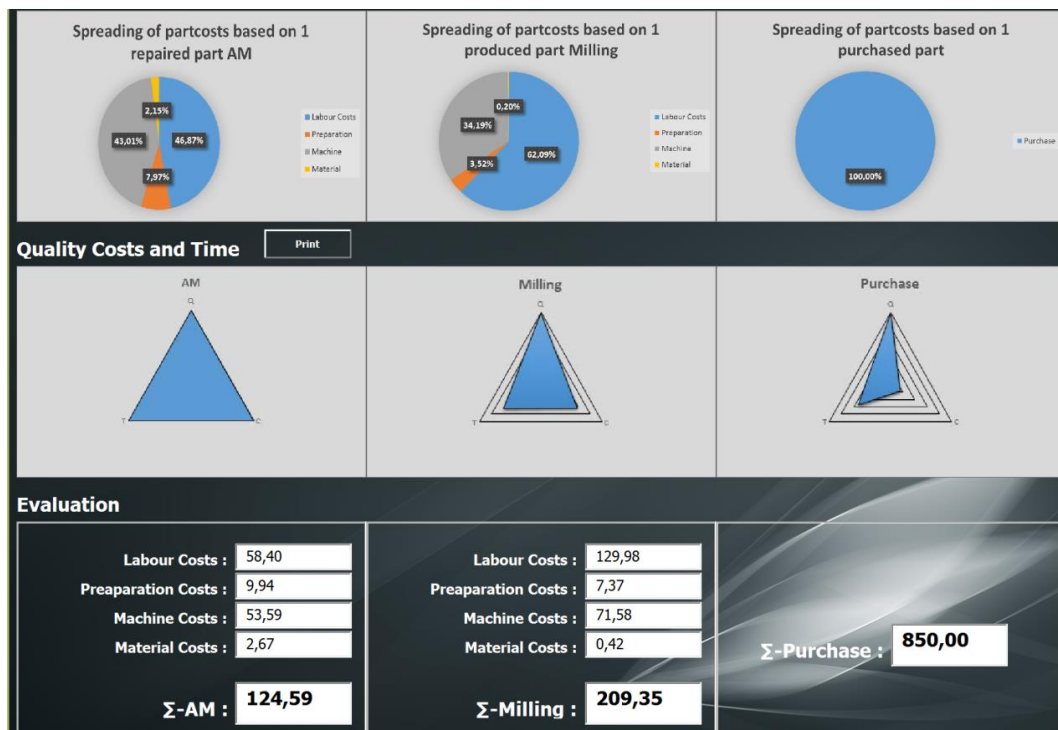 Spreading of partcosts based on 1
repaired part AM
2,15%
43,01%
46,87%
7,97%
Labour Costs
Preparation
Machine
Material
Spreading of partcosts based on 1
produced part Milling
0,20%
34,19%
3,52%
62,09%
Labour Costs
Preparation
Machine
Material
Spreading of partcosts based on 1
purchased part
100,00%
Purchase
Quality Costs and Time
Print
AM
Q
T
C
Milling
Q
T
C
Purchase
Q
T
C
Evaluation
Labour Costs : 58,40
Preaparation Costs : 9,94
Machine Costs : 53,59
Material Costs : 2,67
Σ-AM : 124,59
Labour Costs : 129,98
Preaparation Costs : 7,37
Machine Costs : 71,58
Material Costs : 0,42
Σ-Milling : 209,35
Σ-Purchase : 850,00